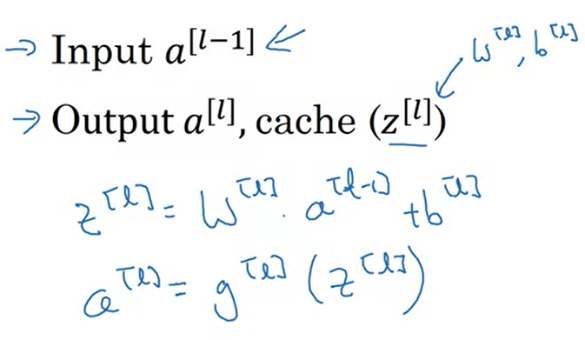 → Input a^[l−1] ←
w^[l], b^[l]
→ Output a^[l], cache (z^[l])
z^[l] = W^[l] · a^[l-1] + b^[l]
a^[l] = g^[l] (z^[l])